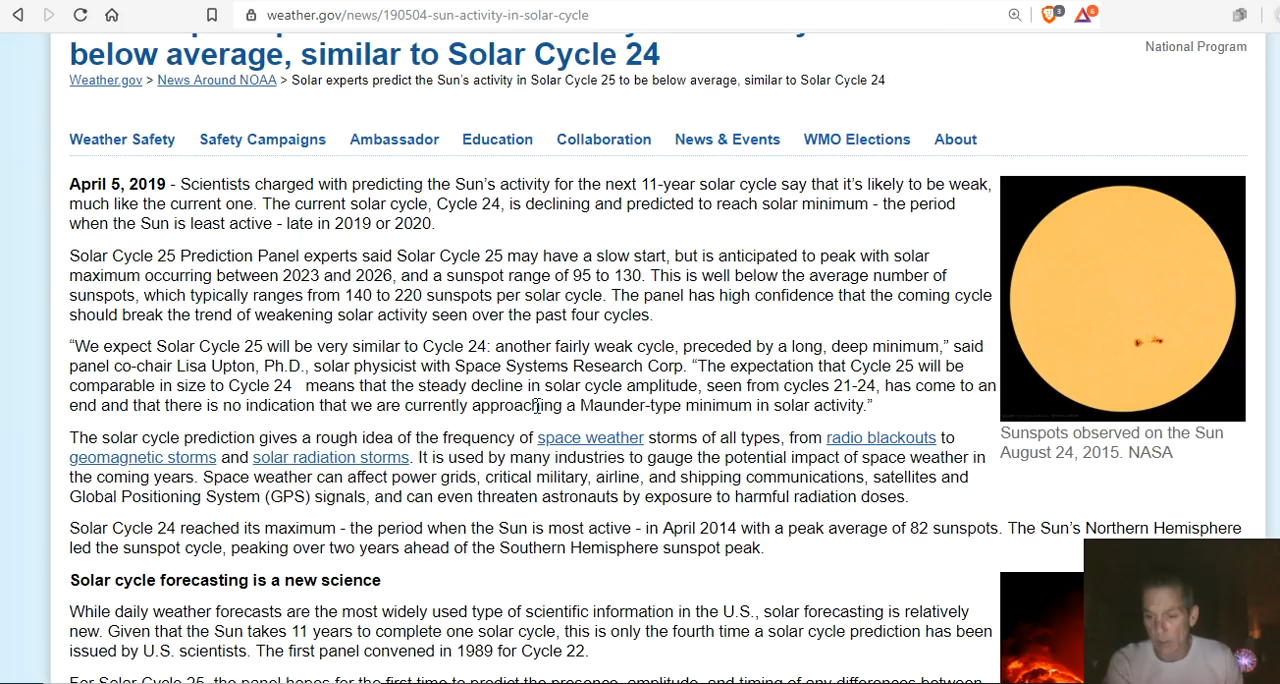 weather.gov/news/190504-sun-activity-in-solar-cycle
3
6
below average, similar to Solar Cycle 24
National Program
Weather.gov > News Around NOAA > Solar experts predict the Sun's activity in Solar Cycle 25 to be below average, similar to Solar Cycle 24
Weather Safety Safety Campaigns Ambassador Education Collaboration News & Events WMO Elections About
April 5, 2019 - Scientists charged with predicting the Sun's activity for the next 11-year solar cycle say that it's likely to be weak,
much like the current one. The current solar cycle, Cycle 24, is declining and predicted to reach solar minimum - the period
when the Sun is least active - late in 2019 or 2020.
Solar Cycle 25 Prediction Panel experts said Solar Cycle 25 may have a slow start, but is anticipated to peak with solar
maximum occurring between 2023 and 2026, and a sunspot range of 95 to 130. This is well below the average number of
sunspots, which typically ranges from 140 to 220 sunspots per solar cycle. The panel has high confidence that the coming cycle
should break the trend of weakening solar activity seen over the past four cycles.
“We expect Solar Cycle 25 will be very similar to Cycle 24: another fairly weak cycle, preceded by a long, deep minimum,” said
panel co-chair Lisa Upton, Ph.D., solar physicist with Space Systems Research Corp. “The expectation that Cycle 25 will be
comparable in size to Cycle 24 means that the steady decline in solar cycle amplitude, seen from cycles 21-24, has come to an
end and that there is no indication that we are currently approaching a Maunder-type minimum in solar activity.”
Sunspots observed on the Sun
August 24, 2015. NASA
The solar cycle prediction gives a rough idea of the frequency of space weather storms of all types, from radio blackouts to
geomagnetic storms and solar radiation storms. It is used by many industries to gauge the potential impact of space weather in
the coming years. Space weather can affect power grids, critical military, airline, and shipping communications, satellites and
Global Positioning System (GPS) signals, and can even threaten astronauts by exposure to harmful radiation doses.
Solar Cycle 24 reached its maximum - the period when the Sun is most active - in April 2014 with a peak average of 82 sunspots. The Sun's Northern Hemisphere
led the sunspot cycle, peaking over two years ahead of the Southern Hemisphere sunspot peak.
Solar cycle forecasting is a new science
While daily weather forecasts are the most widely used type of scientific information in the U.S., solar forecasting is relatively
new. Given that the Sun takes 11 years to complete one solar cycle, this is only the fourth time a solar cycle prediction has been
issued by U.S. scientists. The first panel convened in 1989 for Cycle 22.
For Solar Cycle 25, the panel hopes for the first time to predict the presence, amplitude, and timing of any differences between